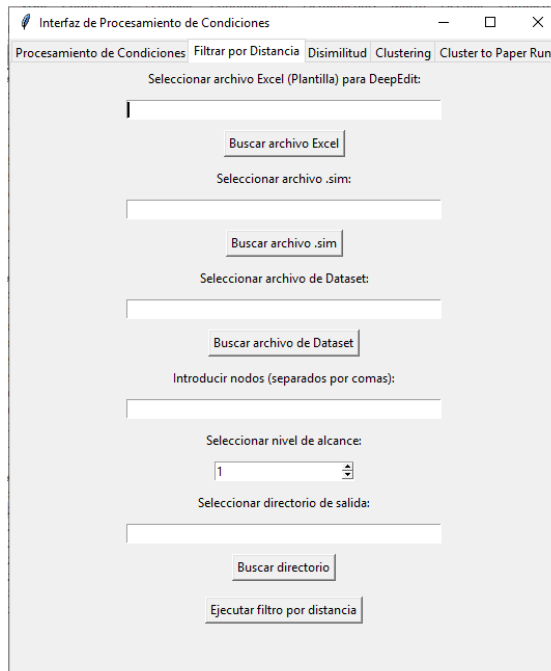 Interfaz de Procesamiento de Condiciones
Procesamiento de Condiciones Filtrar por Distancia Disimilitud Clustering Cluster to Paper Run
Seleccionar archivo Excel (Plantilla) para DeepEdit:
Buscar archivo Excel
Seleccionar archivo .sim:
Buscar archivo .sim
Seleccionar archivo de Dataset:
Buscar archivo de Dataset
Introducir nodos (separados por comas):
Seleccionar nivel de alcance:
1
Seleccionar directorio de salida:
Buscar directorio
Ejecutar filtro por distancia